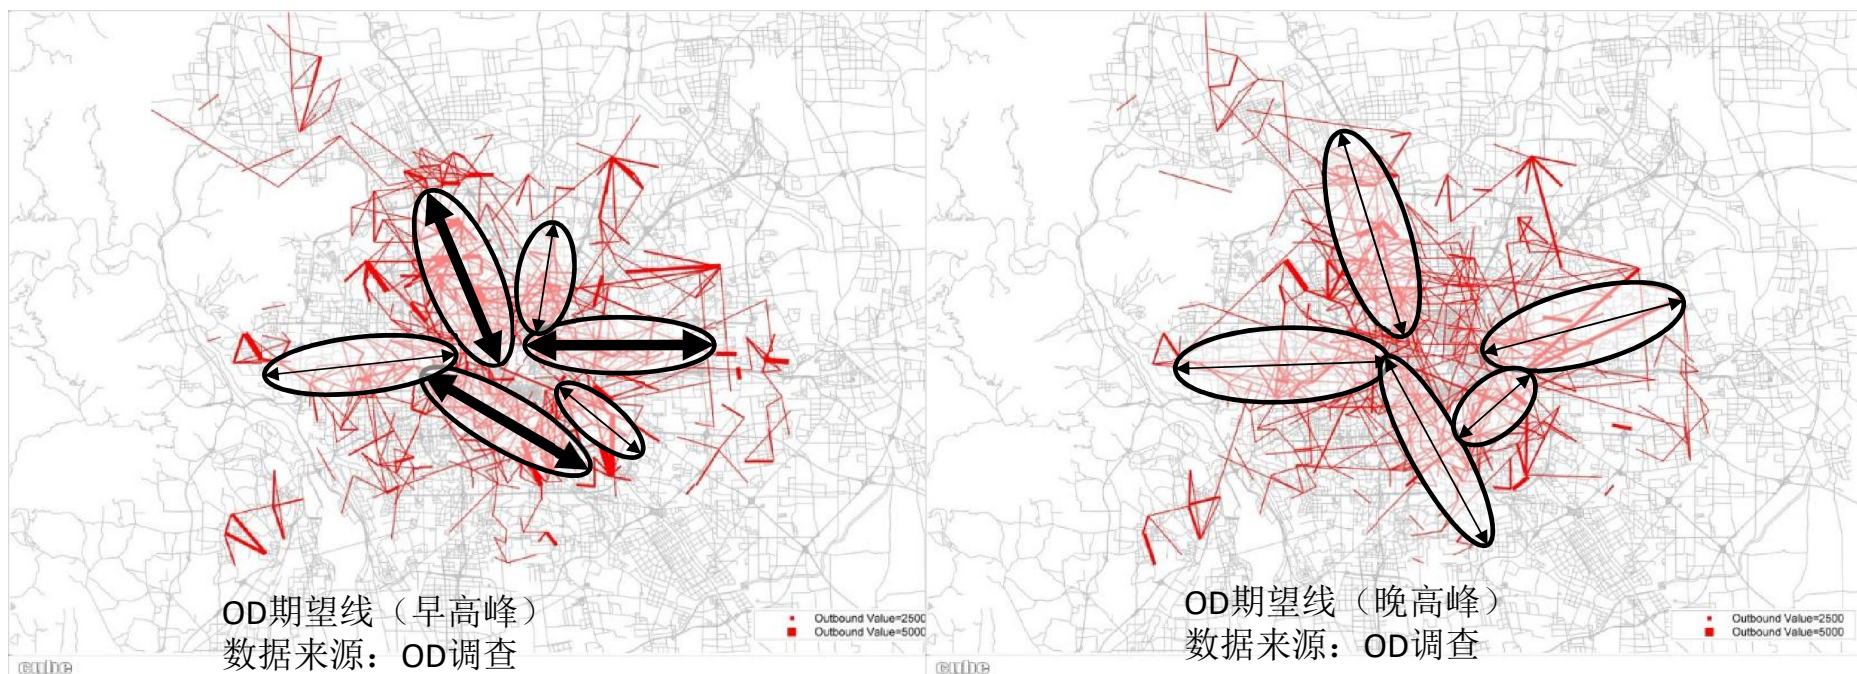 Outbound Value=2500
Outbound Value=5000
OD期望线（早高峰）
数据来源：OD调查
cube
Outbound Value=2500
Outbound Value=5000
OD期望线（晚高峰）
数据来源：OD调查
cube